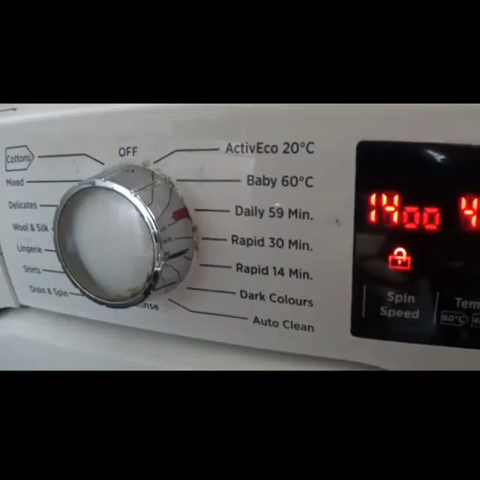 OFF
Cottons
Mixed
Delicates
Wool & Silk
Lingerie
Shirts
Drain & Spin
ActivEco 20°C
Baby 60°C
Daily 59 Min.
Rapid 30 Min.
Rapid 14 Min.
Dark Colours
Auto Clean
1400
Spin
Speed
60°C